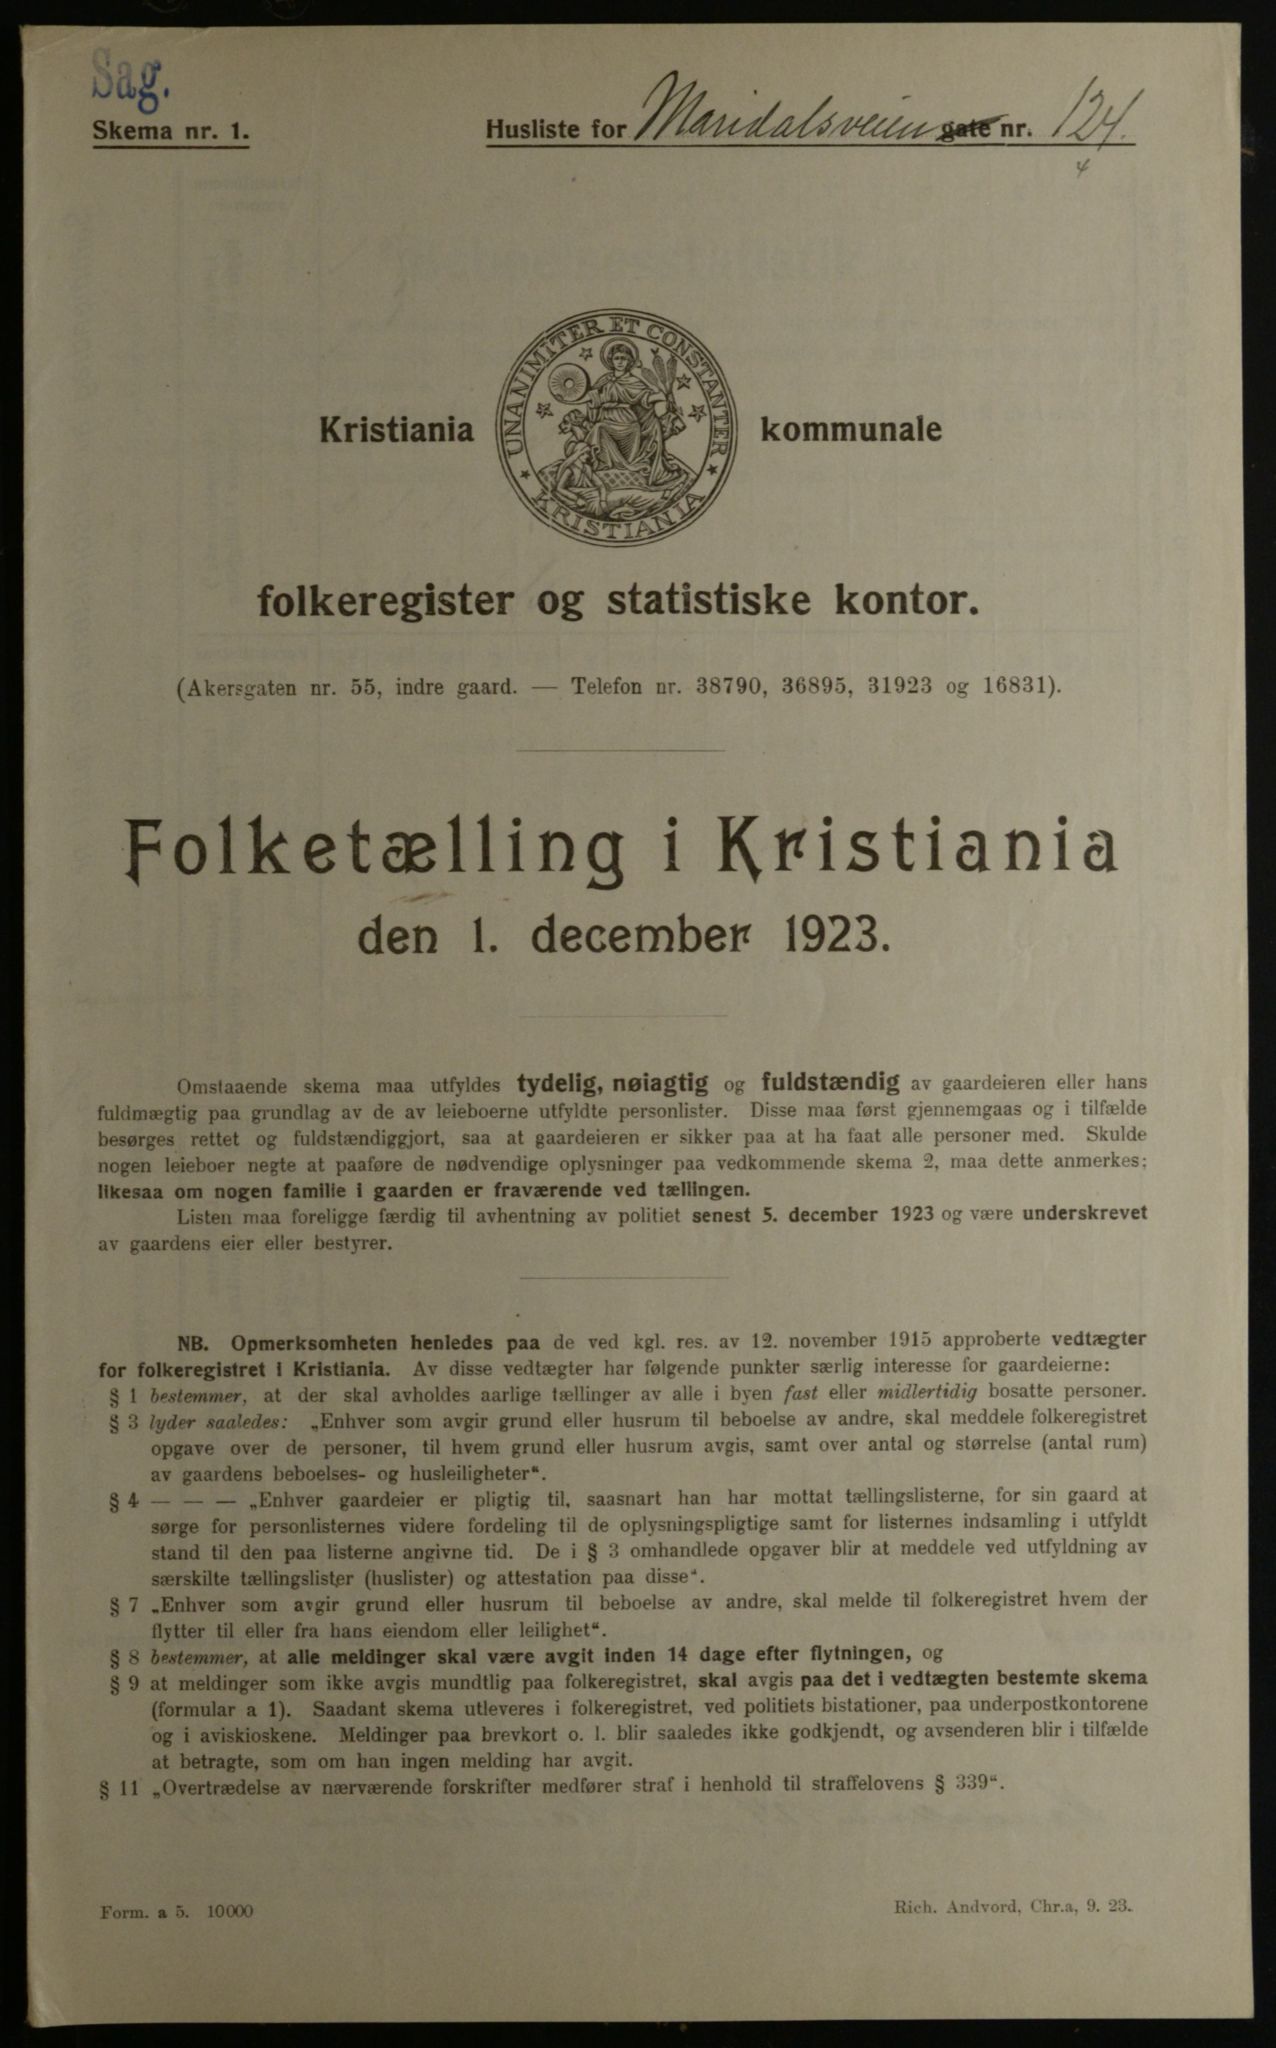 Sag.
Skema nr. 1.
Husliste for Maridalsveien gate nr. 124.
4
UNANIMITER ET CONSTANTER
KRISTIANIA
Kristiania kommunale
folkeregister og statistiske kontor.
(Akersgaten nr. 55, indre gaard. — Telefon nr. 38790, 36895, 31923 og 16831).
Folketælling i Kristiania
den 1. december 1923.
Omstaaende skema maa utfyldes tydelig, nøiagtig og fuldstændig av gaardeieren eller hans
fuldmægtig paa grundlag av de av leieboerne utfyldte personlister. Disse maa først gjennemgaas og i tilfælde
besørges rettet og fuldstændiggjort, saa at gaardeieren er sikker paa at ha faat alle personer med. Skulde
nogen leieboer negte at paaføre de nødvendige oplysninger paa vedkommende skema 2, maa dette anmerkes;
likesaa om nogen familie i gaarden er fraværende ved tællingen.
Listen maa foreligge færdig til avhentning av politiet senest 5. december 1923 og være underskrevet
av gaardens eier eller bestyrer.
NB. Opmerksomheten henledes paa de ved kgl. res. av 12. november 1915 approberte vedtægter
for folkeregistret i Kristiania. Av disse vedtægter har følgende punkter særlig interesse for gaardeierne:
§ 1 bestemmer, at der skal avholdes aarlige tællinger av alle i byen fast eller midlertidig bosatte personer.
§ 3 lyder saaledes: „Enhver som avgir grund eller husrum til beboelse av andre, skal meddele folkeregistret
opgave over de personer, til hvem grund eller husrum avgis, samt over antal og størrelse (antal rum)
av gaardens beboelses- og husleiligheter“.
§ 4 — — — „Enhver gaardeier er pligtig til, saasnart han har mottat tællingslisterne, for sin gaard at
sørge for personlisternes videre fordeling til de oplysningspligtige samt for listernes indsamling i utfyldt
stand til den paa listerne angivne tid. De i § 3 omhandlede opgaver blir at meddele ved utfyldning av
særskilte tællingslister (huslister) og attestation paa disse“.
§ 7 „Enhver som avgir grund eller husrum til beboelse av andre, skal melde til folkeregistret hvem der
flytter til eller fra hans eiendom eller leilighet“.
§ 8 bestemmer, at alle meldinger skal være avgit inden 14 dage efter flytningen, og
§ 9 at meldinger som ikke avgis mundtlig paa folkeregistret, skal avgis paa det i vedtægten bestemte skema
(formular a 1). Saadant skema utleveres i folkeregistret, ved politiets bistationer, paa underpostkontorene
og i aviskioskene. Meldinger paa brevkort o. l. blir saaledes ikke godkjendt, og avsenderen blir i tilfælde
at betragte, som om han ingen melding har avgit.
§ 11 „Overtrædelse av nærværende forskrifter medfører straf i henhold til straffelovens § 339“.
Form. a 5. 10000
Rich. Andvord, Chr.a, 9. 23.